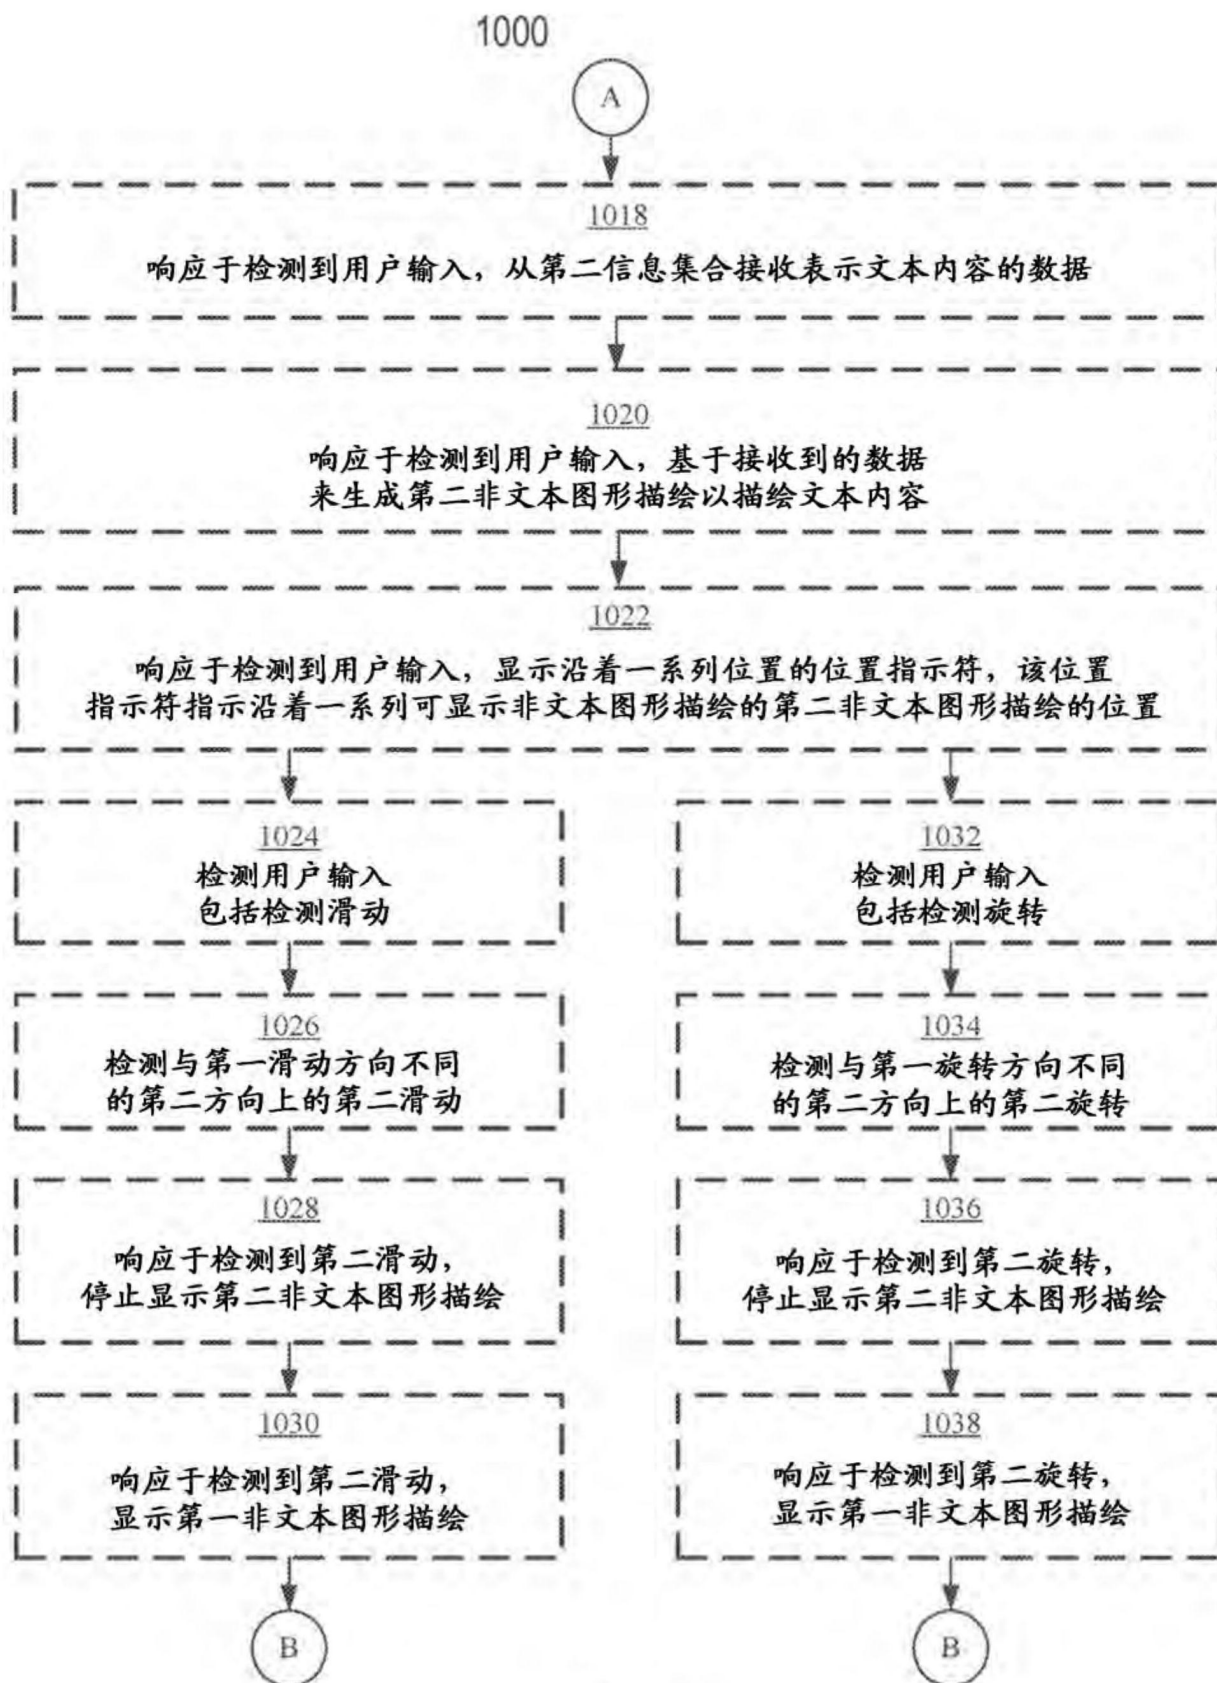 1000
A
1018
响应于检测到用户输入，从第二信息集合接收表示文本内容的数据
1020
响应于检测到用户输入，基于接收到的数据
来生成第二非文本图形描绘以描绘文本内容
1022
响应于检测到用户输入，显示沿着一系列位置的位置指示符，该位置
指示符指示沿着一系列可显示非文本图形描绘的第二非文本图形描绘的位置
1024
检测用户输入
包括检测滑动
1026
检测与第一滑动方向不同
的第二方向上的第二滑动
1028
响应于检测到第二滑动，
停止显示第二非文本图形描绘
1030
响应于检测到第二滑动，
显示第一非文本图形描绘
B
1032
检测用户输入
包括检测旋转
1034
检测与第一旋转方向不同
的第二方向上的第二旋转
1036
响应于检测到第二旋转，
停止显示第二非文本图形描绘
1038
响应于检测到第二旋转，
显示第一非文本图形描绘
B